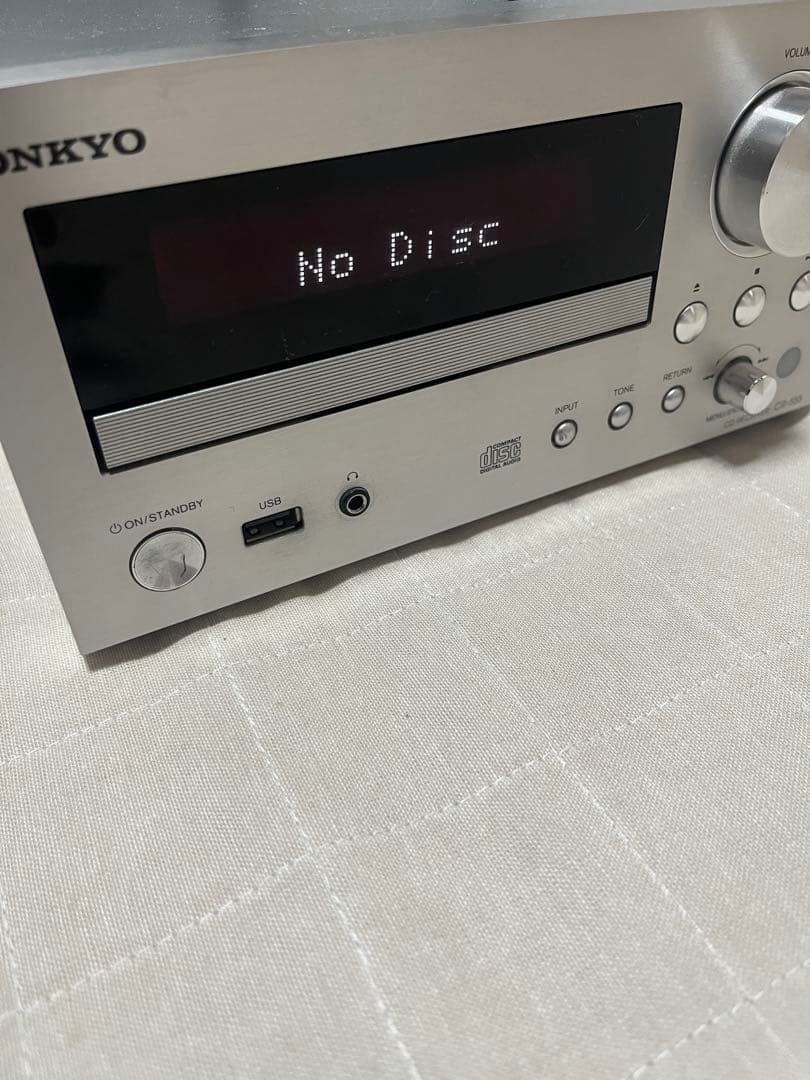 VOLUM
ONKYO
No Disc
RETURN
TONE
INPUT
COMPACT
disc
DIGITAL AUDIO
USB
ON/STANDBY